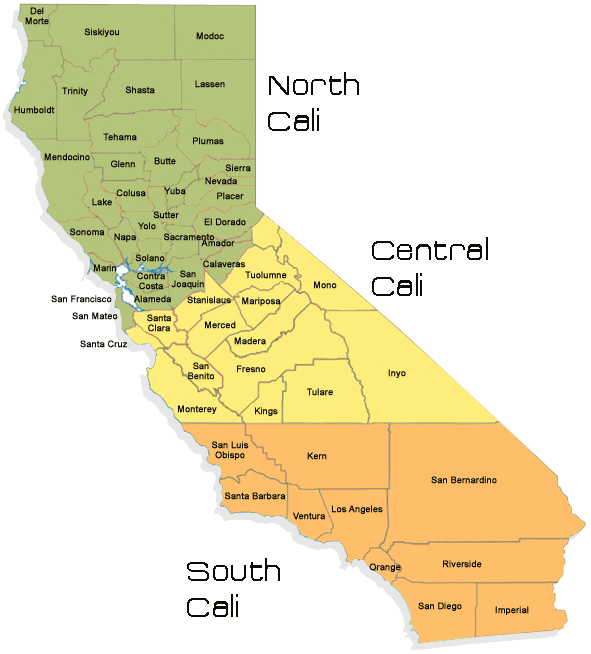 Del
Morte
Siskiyou
Modoc
Trinity
Shasta
Lassen
Humboldt
North
Cali
Tehama
Plumas
Mendocino
Glenn
Butte
Sierra
Nevada
Colusa
Yuba
Placer
Lake
Sutter
Yolo
El Dorado
Sonoma
Napa
Sacramento
Amador
Solano
Calaveras
Marin
Contra
Costa
San
Joaquin
Central
Cali
Tuolumne
Mono
San Francisco
Alameda
Stanislaus
Mariposa
San Mateo
Santa
Clara
Merced
Santa Cruz
Madera
San
Benito
Fresno
Inyo
Tulare
Monterey
Kings
San Luis
Obispo
Kern
San Bernardino
Santa Barbara
Ventura
Los Angeles
South
Cali
Orange
Riverside
San Diego
Imperial